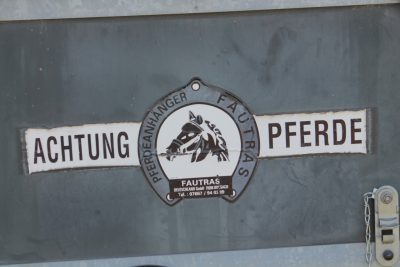 ACHTUNG
PFERDEANHÄNGER FAUTRAS
PFERDE
FAUTRAS